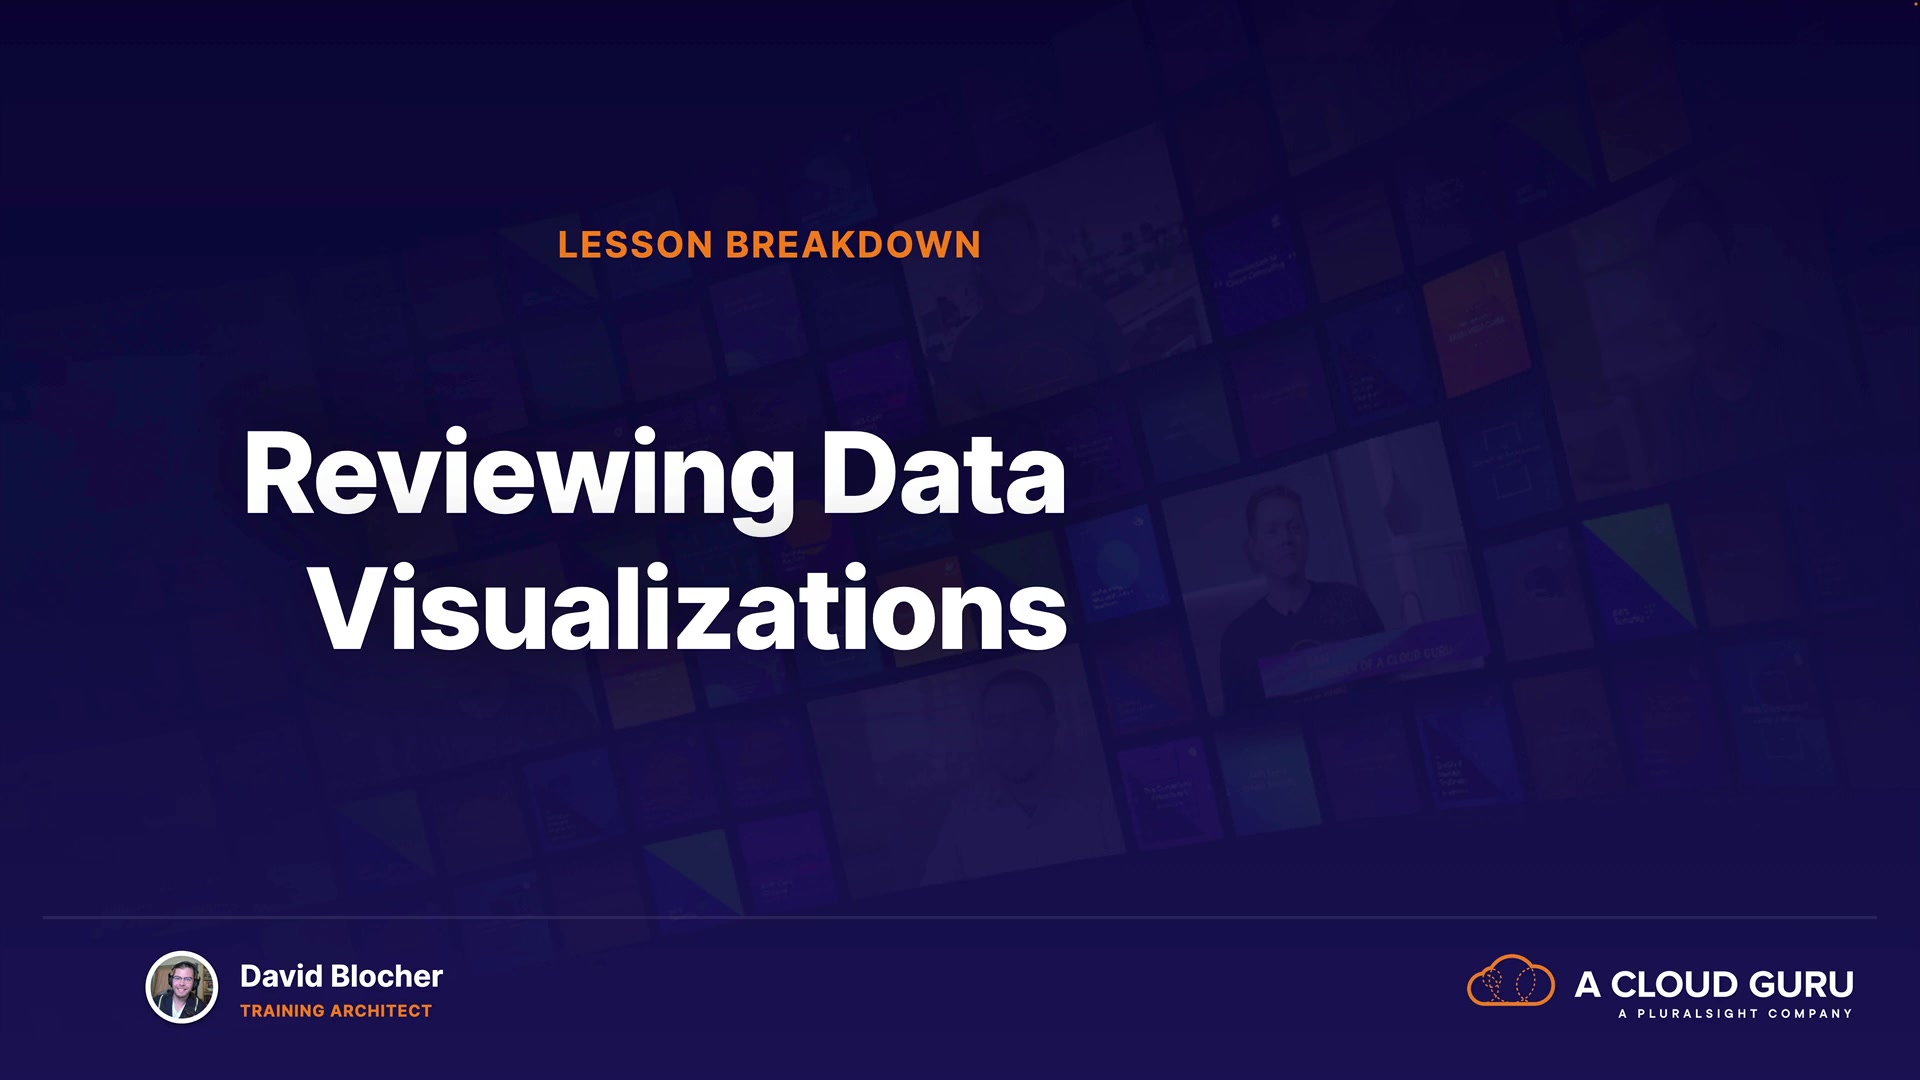 LESSON BREAKDOWN
Reviewing Data
Visualizations
David Blocher
TRAINING ARCHITECT
A CLOUD GURU
A PLURALSIGHT COMPANY